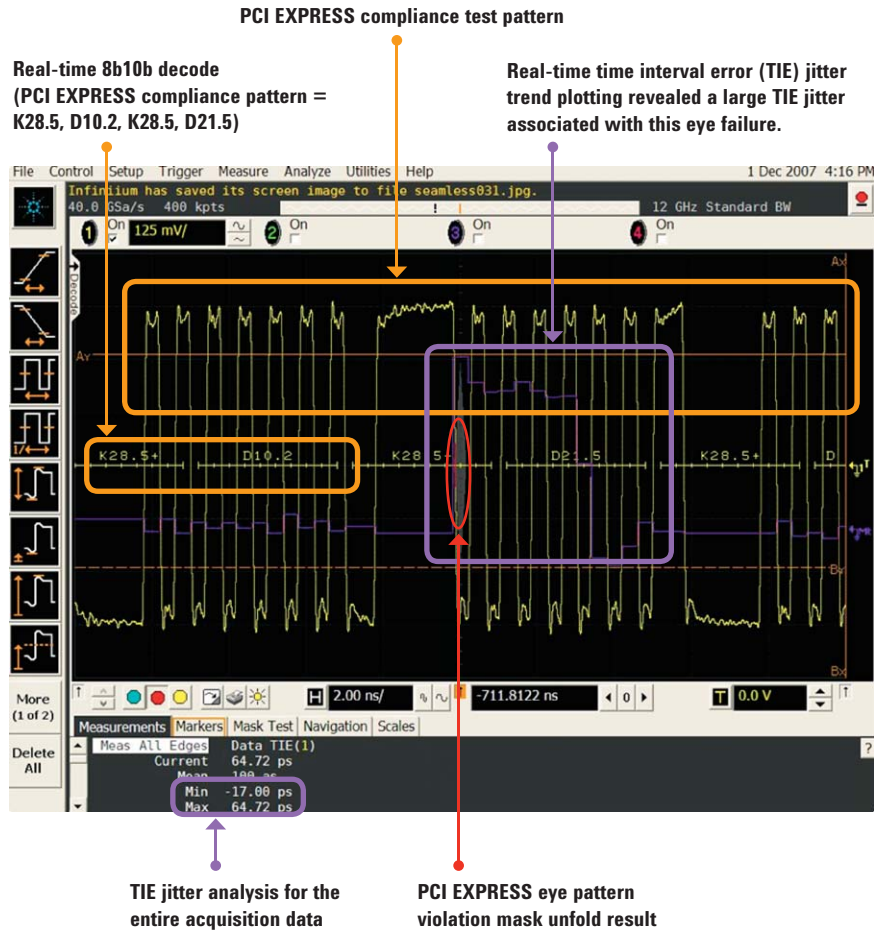 PCI EXPRESS compliance test pattern
Real-time 8b10b decode
(PCI EXPRESS compliance pattern =
K28.5, D10.2, K28.5, D21.5)
Real-time time interval error (TIE) jitter
trend plotting revealed a large TIE jitter
associated with this eye failure.
File Control Setup Trigger Measure Analyze Utilities Help 1 Dec 2007 4:16 PM
Infiniium has saved its screen image to file seamless031.jpg.
40.0 GSa/s 400 kpts 12 GHz Standard BW
1 On 125 mV/ 2 On 3 On 4 On
Decode
Ax
Ay
K28.5+ D10.2 K28.5+ D21.5 K28.5+ D
By
Bx
1/
More
(1 of 2)
Delete
All
H 2.00 ns/ -711.8122 ns 0 T 0.0 V
Measurements Markers Mask Test Navigation Scales
Meas All Edges Data TIE(1)
Current 64.72 ps
Mean 100 as
Min -17.00 ps
Max 64.72 ps
?
TIE jitter analysis for the
entire acquisition data
PCI EXPRESS eye pattern
violation mask unfold result